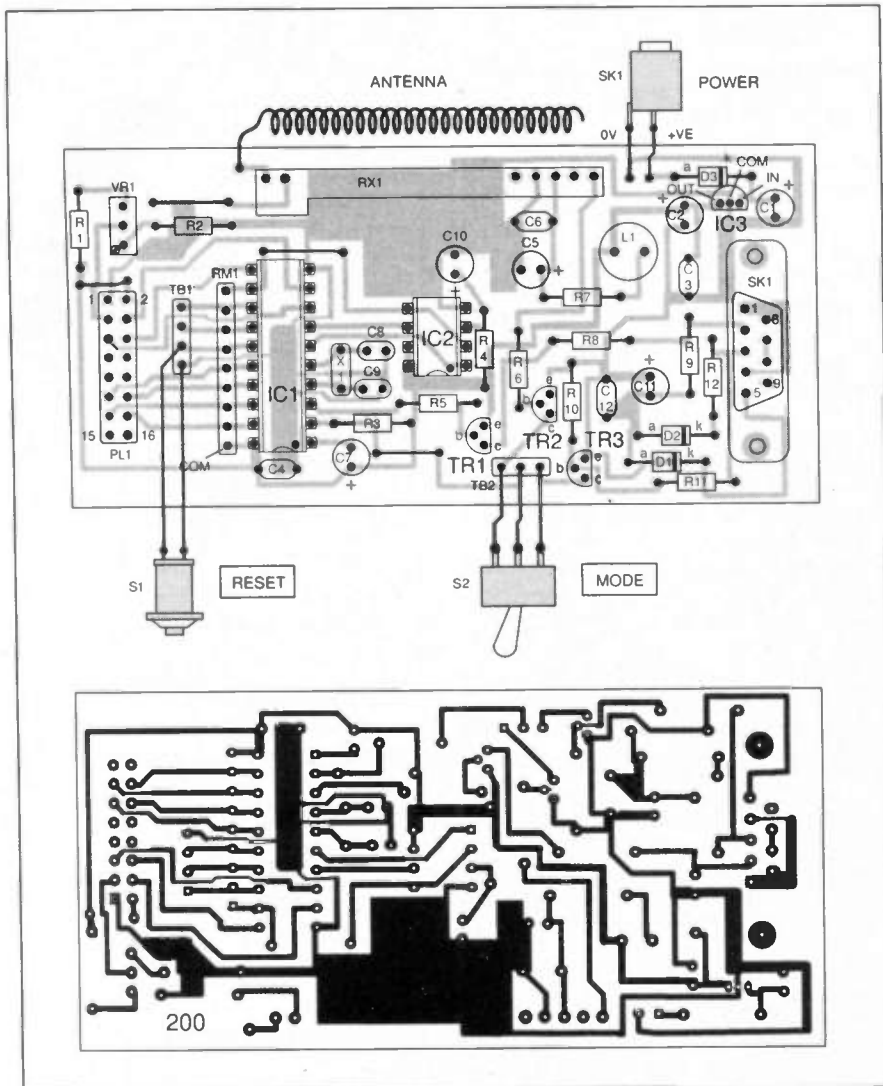 ANTENNA
SK1
POWER
0V
+VE
RX1
a
D3
COM
OUT
IN
+
IC3
C1
+
C2
VR1
R
1
R2
C6
C10
+
C5
+
L1
C
3
SK1
1
8
5
9
1
2
TB1
RM1
R7
IC2
R
4
C8
X
C9
IC1
R8
R
6
R
9
R
12
C11
+
R
10
C
12
e
b
c
R5
R3
e
b
c
TR2
TR3
a
D2
k
15
16
PL1
COM
C4
C7
+
TR1
TB2
e
b
c
a
D1
k
R11
S1
RESET
S2
MODE
200